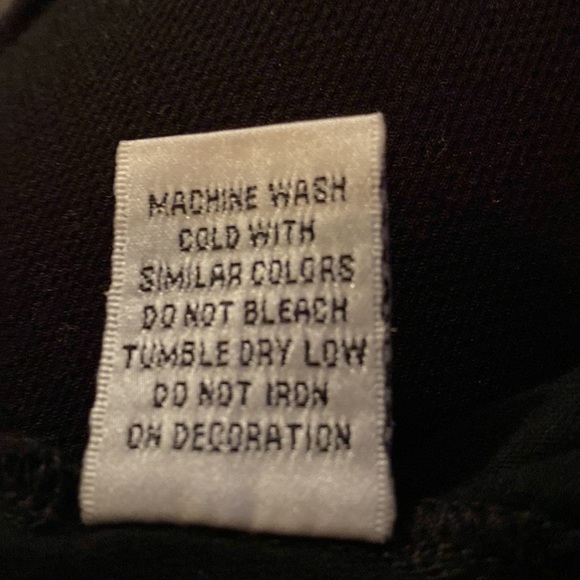 MACHINE WASH
COLD WITH
SIMILAR COLORS
DO NOT BLEACH
TUMBLE DRY LOW
DO NOT IRON
ON DECORATION